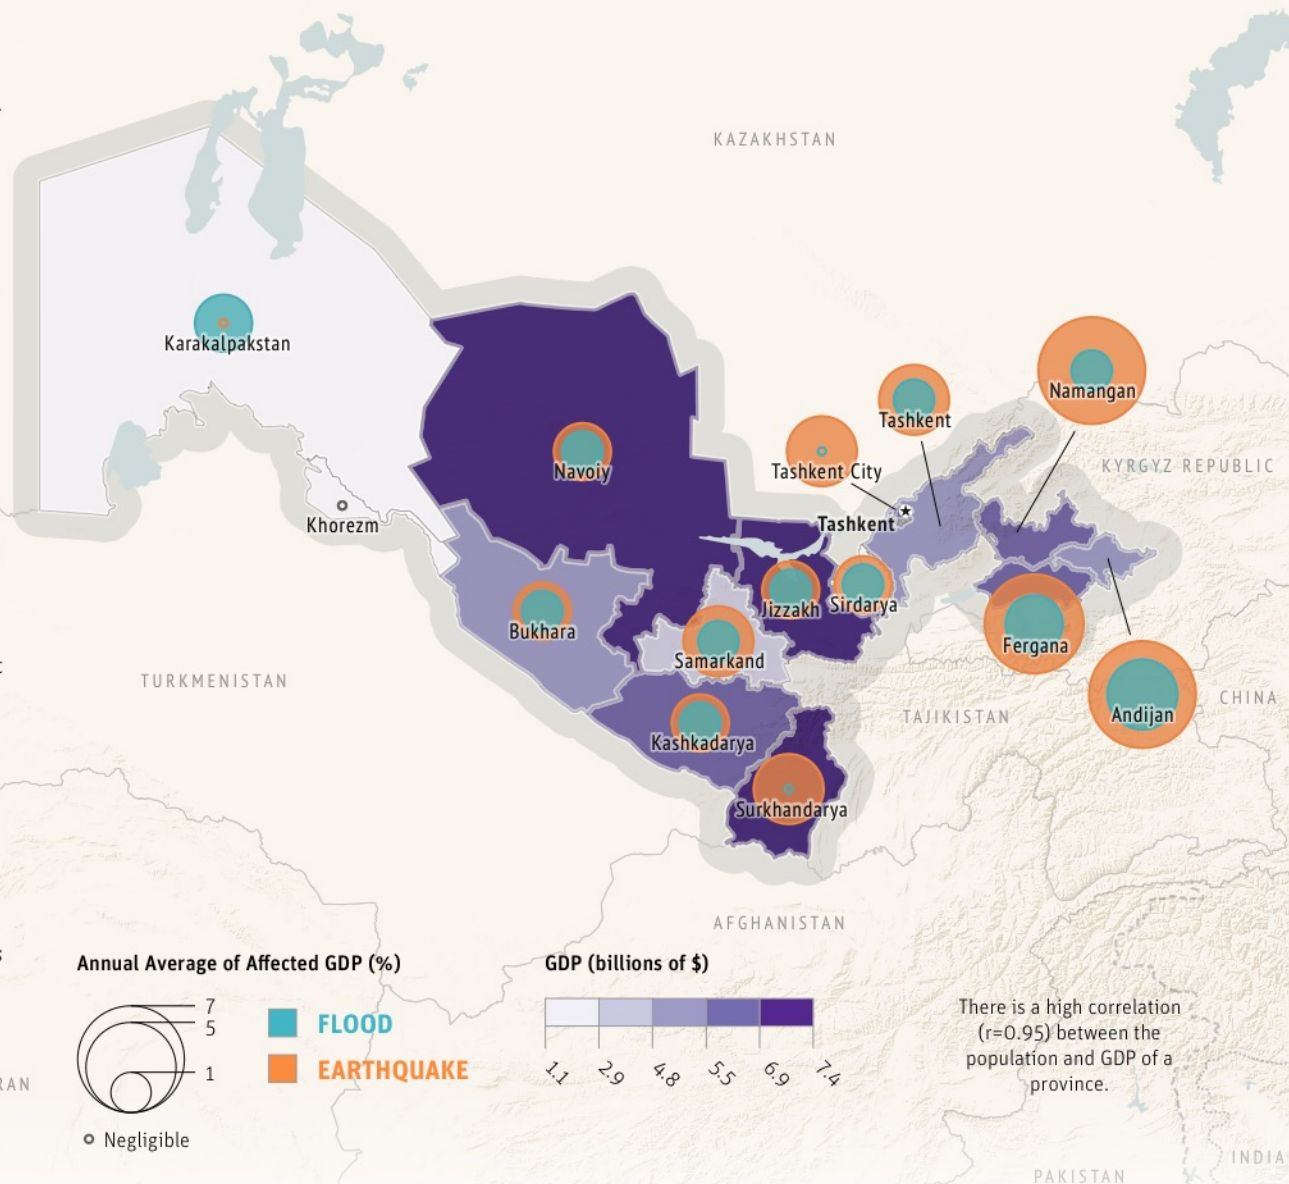 KAZAKHSTAN
Karakalpakstan
Namangan
Tashkent
Tashkent City
Navoiy
KYRGYZ REPUBLIC
Khorezm
Tashkent
Jizzakh
Sirdarya
Bukhara
Samarkand
Fergana
TURKMENISTAN
CHINA
TAJIKISTAN
Andijan
Kashkadarya
Surkhandarya
AFGHANISTAN
Annual Average of Affected GDP (%)
7
5
1
Negligible
FLOOD
EARTHQUAKE
GDP (billions of $)
1.1 2.9 4.8 5.5 6.9 7.4
There is a high correlation
(r=0.95) between the
population and GDP of a
province.
RAN
INDIA
PAKISTAN